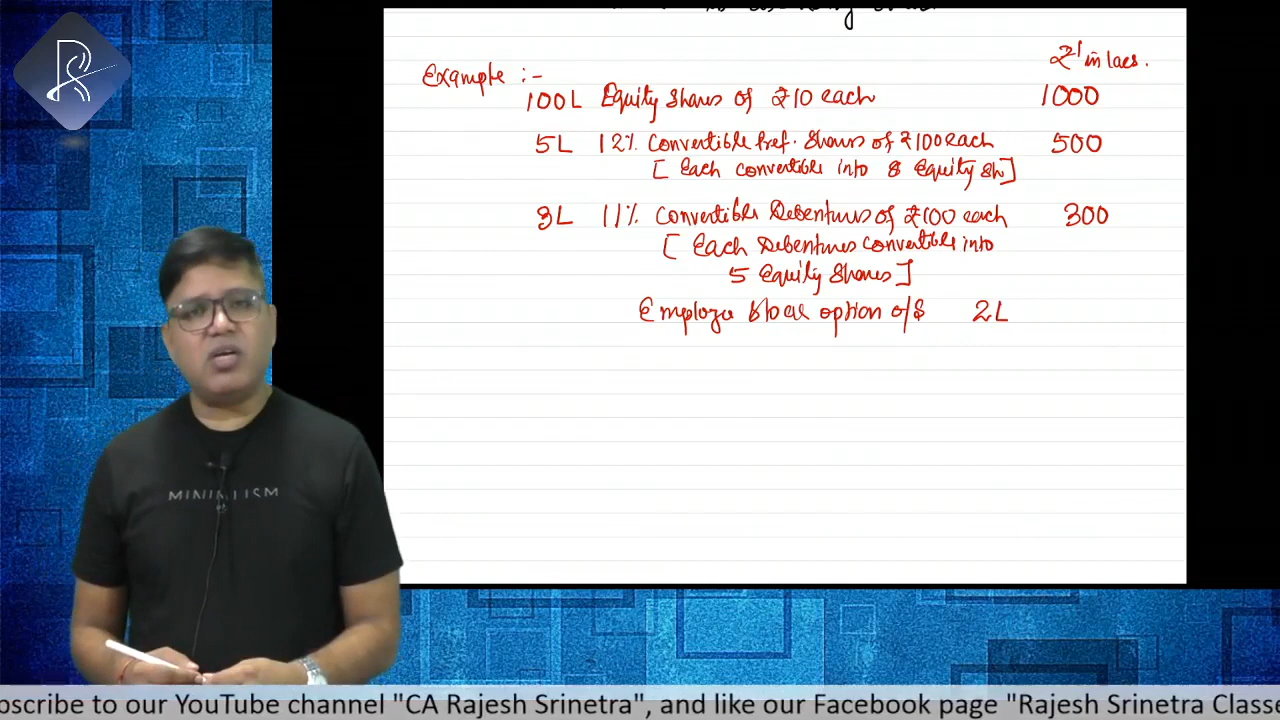 Example :-
₹ in lacs.
100L Equity Shares of ₹10 each 1000
5L 12% Convertible Pref. Shares of ₹100 each 500
[ Each convertible into 8 Equity Sh ]
3L 11% Convertible Debentures of ₹100 each 300
[ Each Debentures convertible into
5 Equity Shares ]
Employee Stock option o/s 2L
MINIMLISM
bscribe to our YouTube channel "CA Rajesh Srinetra", and like our Facebook page "Rajesh Srinetra Classe